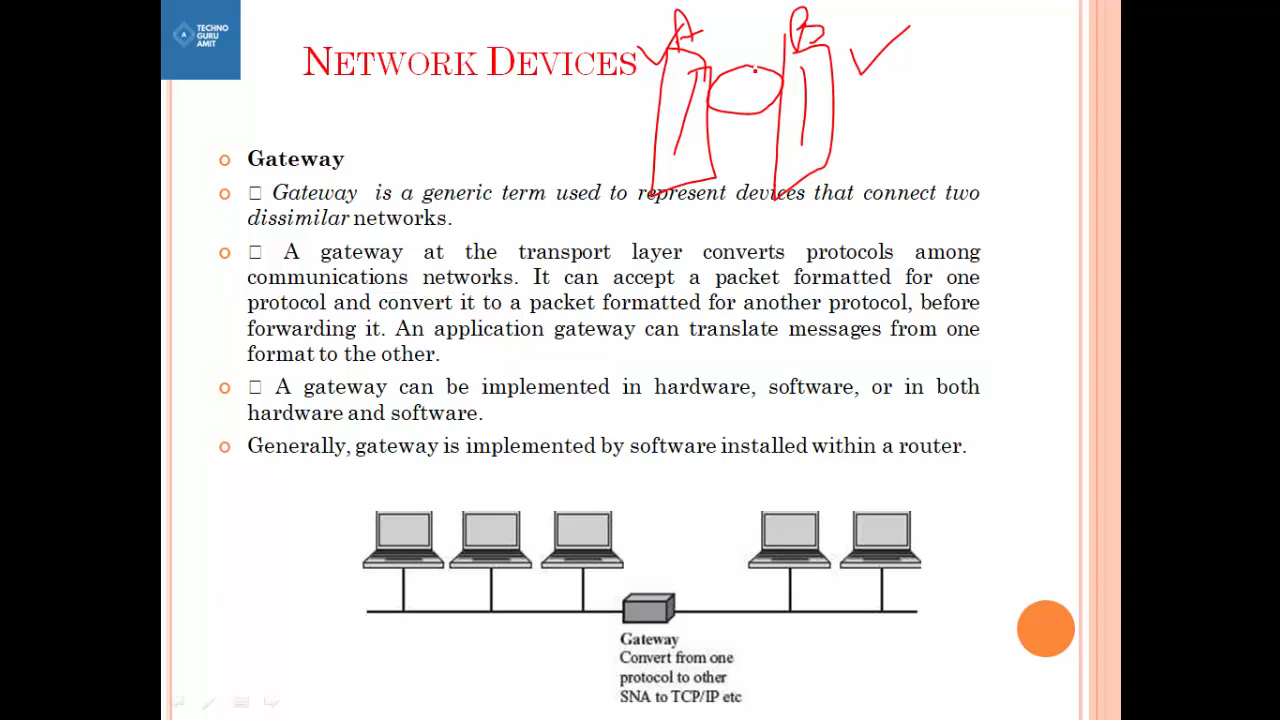 TECHNO
GURU
AMIT
NETWORK DEVICES
A
B
Gateway
Gateway is a generic term used to represent devices that connect two
dissimilar networks.
A gateway at the transport layer converts protocols among
communications networks. It can accept a packet formatted for one
protocol and convert it to a packet formatted for another protocol, before
forwarding it. An application gateway can translate messages from one
format to the other.
A gateway can be implemented in hardware, software, or in both
hardware and software.
Generally, gateway is implemented by software installed within a router.
Gateway
Convert from one
protocol to other
SNA to TCP/IP etc